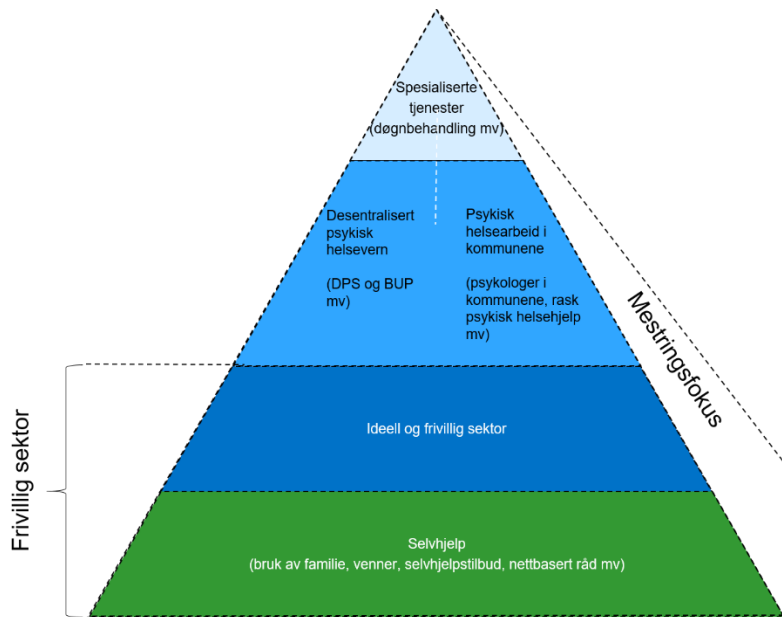 Spesialiserte
tjenester
(døgnbehandling mv)
Desentralisert
psykisk
helsevern
(DPS og BUP
mv)
Psykisk
helsearbeid i
kommunene
(psykologer i
kommunene, rask
psykisk helsehjelp
mv)
Mestringsfokus
Frivillig sektor
Ideell og frivillig sektor
Selvhjelp
(bruk av familie, venner, selvhjelpstilbud, nettbasert råd mv)